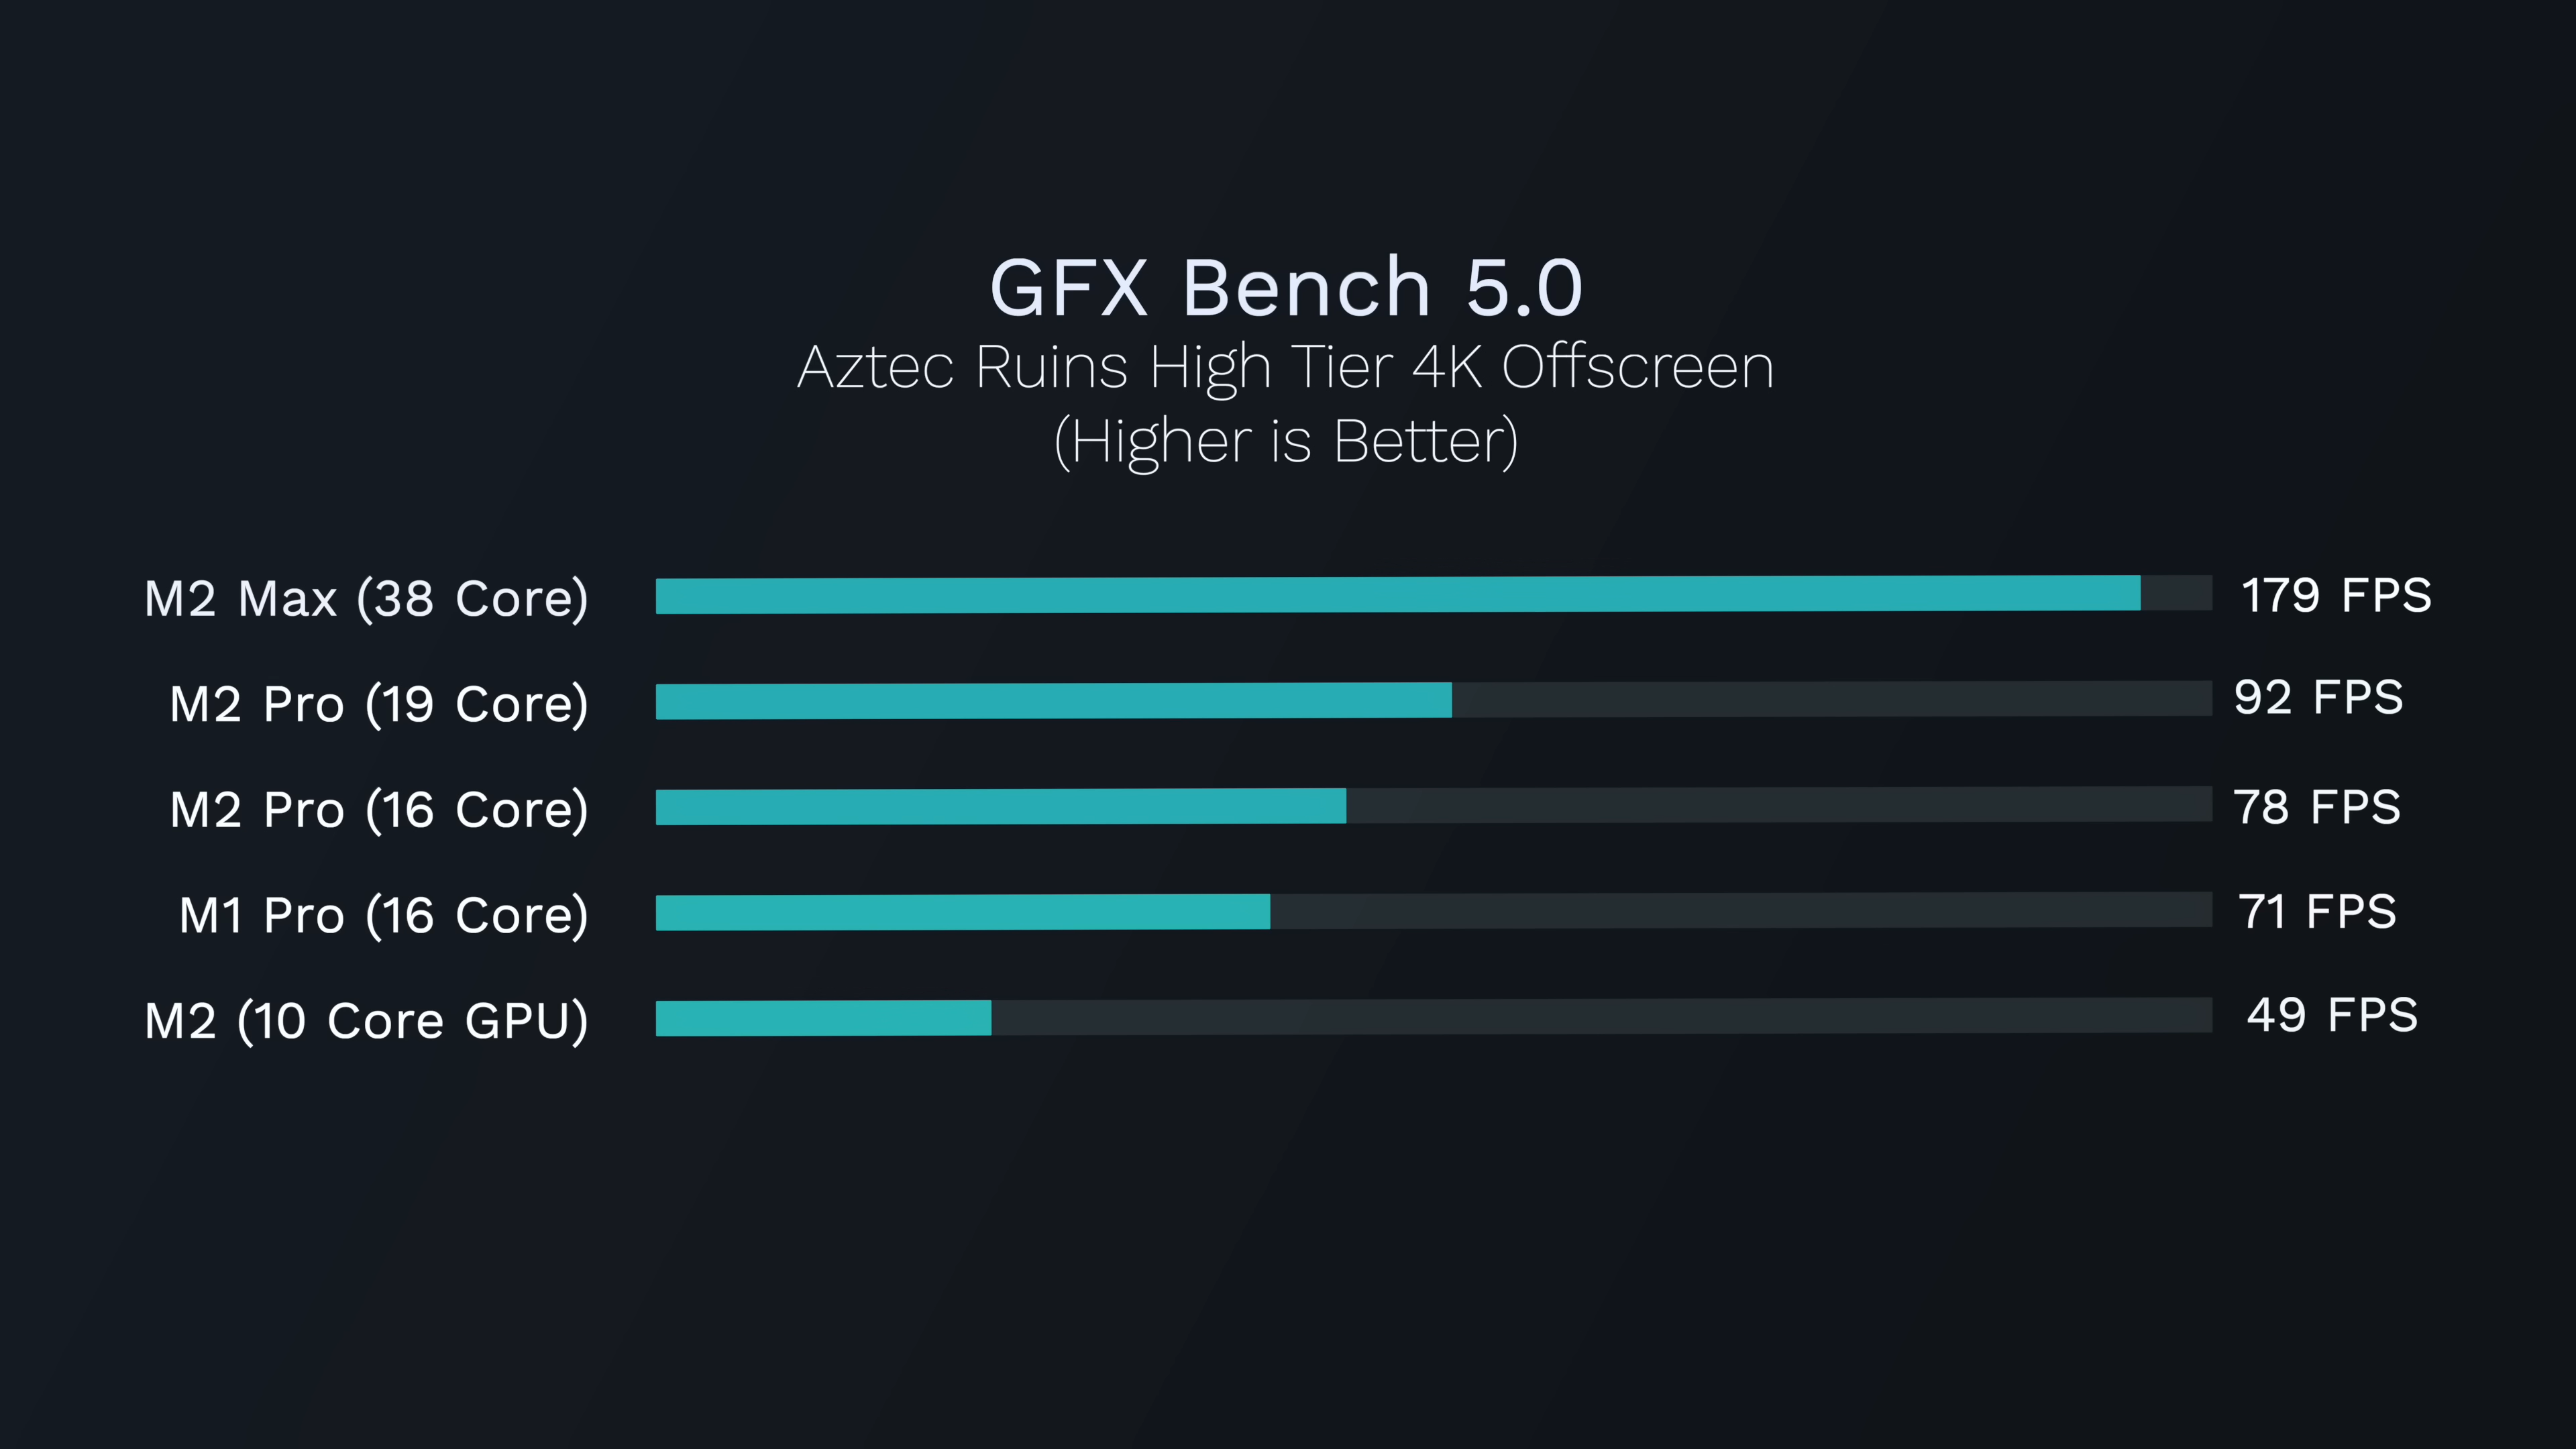 GFX Bench 5.0
Aztec Ruins High Tier 4K Offscreen
(Higher is Better)
M2 Max (38 Core) 179 FPS
M2 Pro (19 Core) 92 FPS
M2 Pro (16 Core) 78 FPS
M1 Pro (16 Core) 71 FPS
M2 (10 Core GPU) 49 FPS